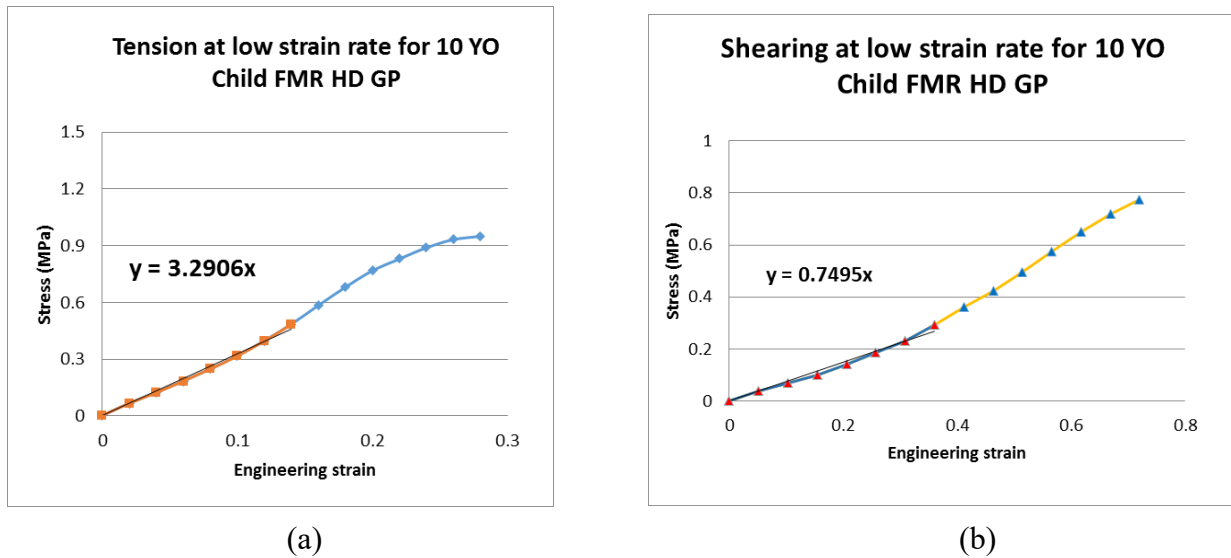 Tension at low strain rate for 10 YO
Child FMR HD GP
1.5
1.2
0.9
0.6
0.3
0
Stress (MPa)
y = 3.2906x
0
0.1
0.2
0.3
Engineering strain
(a)
Shearing at low strain rate for 10 YO
Child FMR HD GP
1
0.8
0.6
0.4
0.2
0
Stress (MPa)
y = 0.7495x
0
0.2
0.4
0.6
0.8
Engineering strain
(b)